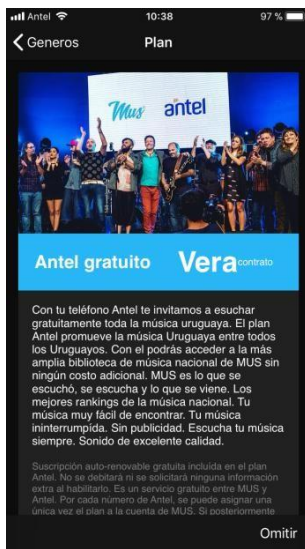 Antel 10:38 97 %
Generos Plan
Mus antel
Antel gratuito Vera contrato
Con tu teléfono Antel te invitamos a esuchar
gratuitamente toda la música uruguaya. El plan
Antel promueve la música Uruguaya entre todos
los Uruguayos. Con el podrás acceder a la más
amplia biblioteca de música nacional de MUS sin
ningún costo adicional. MUS es lo que se
escuchó, se escucha y lo que se viene. Los
mejores rankings de la música nacional. Tu
música muy fácil de encontrar. Tu música
ininterrumpída. Sin publicidad. Escucha tu música
siempre. Sonido de excelente calidad.
Suscripción auto-renovable gratuita incluída en el plan
Antel. No se debitará ni se solicitará ninguna información
extra al habilitarlo. Es un servicio gratuito entre MUS y
Antel. Por cada número de Antel, se puede asignar una
única vez el plan a la cuenta de MUS. Si posteriormente
Omitir